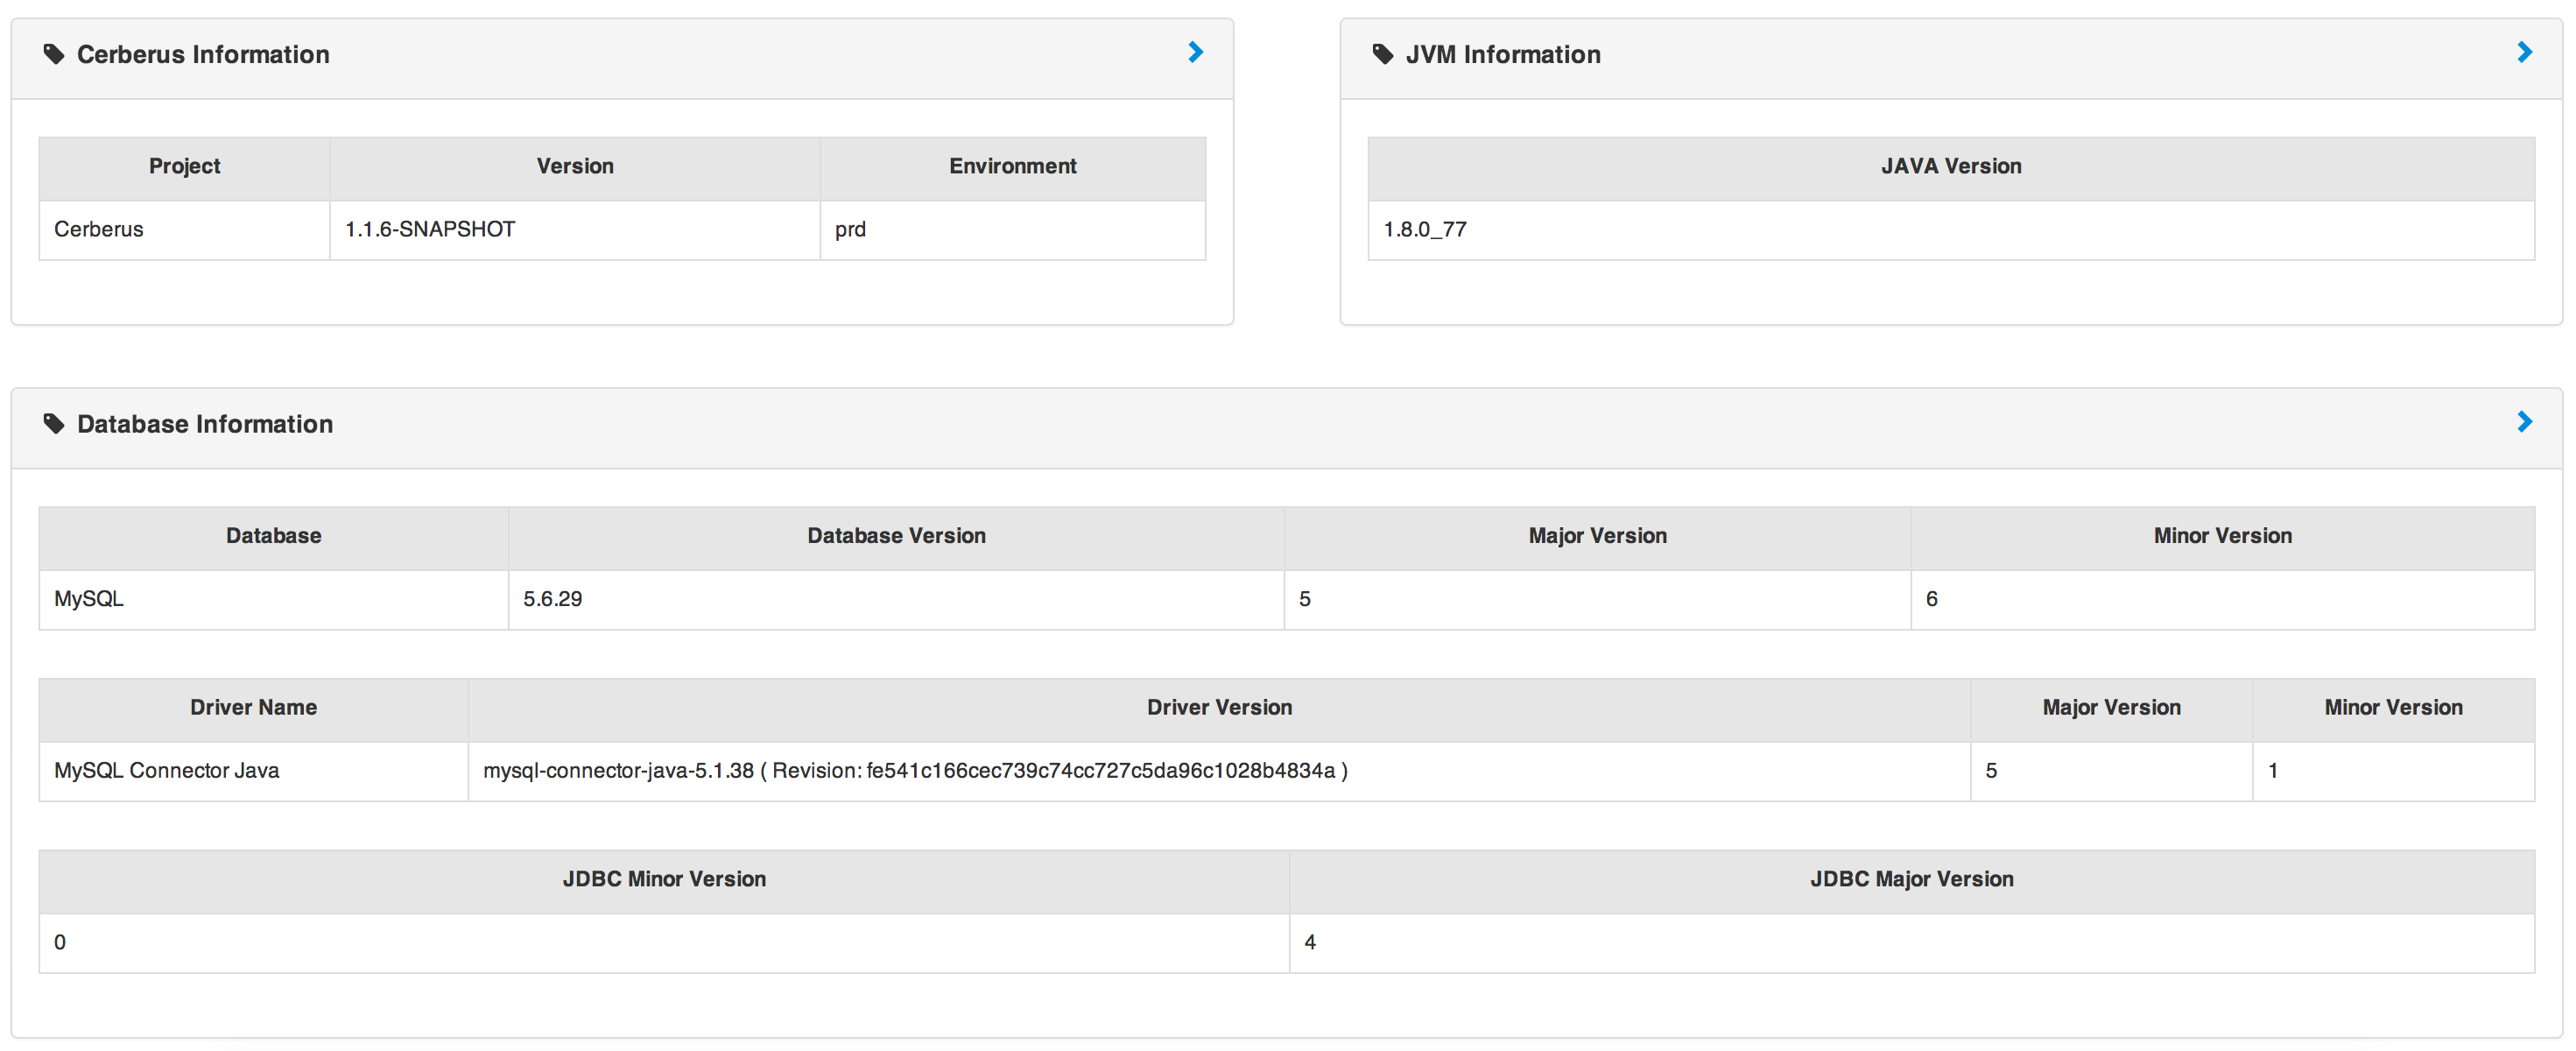 Cerberus Information
Project Version Environment
Cerberus 1.1.6-SNAPSHOT prd
JVM Information
JAVA Version
1.8.0_77
Database Information
Database Database Version Major Version Minor Version
MySQL 5.6.29 5 6
Driver Name Driver Version Major Version Minor Version
MySQL Connector Java mysql-connector-java-5.1.38 ( Revision: fe541c166cec739c74cc727c5da96c1028b4834a ) 5 1
JDBC Minor Version JDBC Major Version
0 4